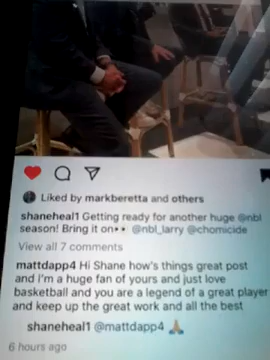 Liked by markberetta and others
shaneheal1 Getting ready for another huge @nbl
season! Bring it on👀 @nbl_larry @chomicide
View all 7 comments
mattdapp4 Hi Shane how's things great post
and i'm a huge fan of yours and just love
basketball and you are a legend of a great player
and keep up the great work and all the best
shaneheal1 @mattdapp4 🙏🏼
6 hours ago